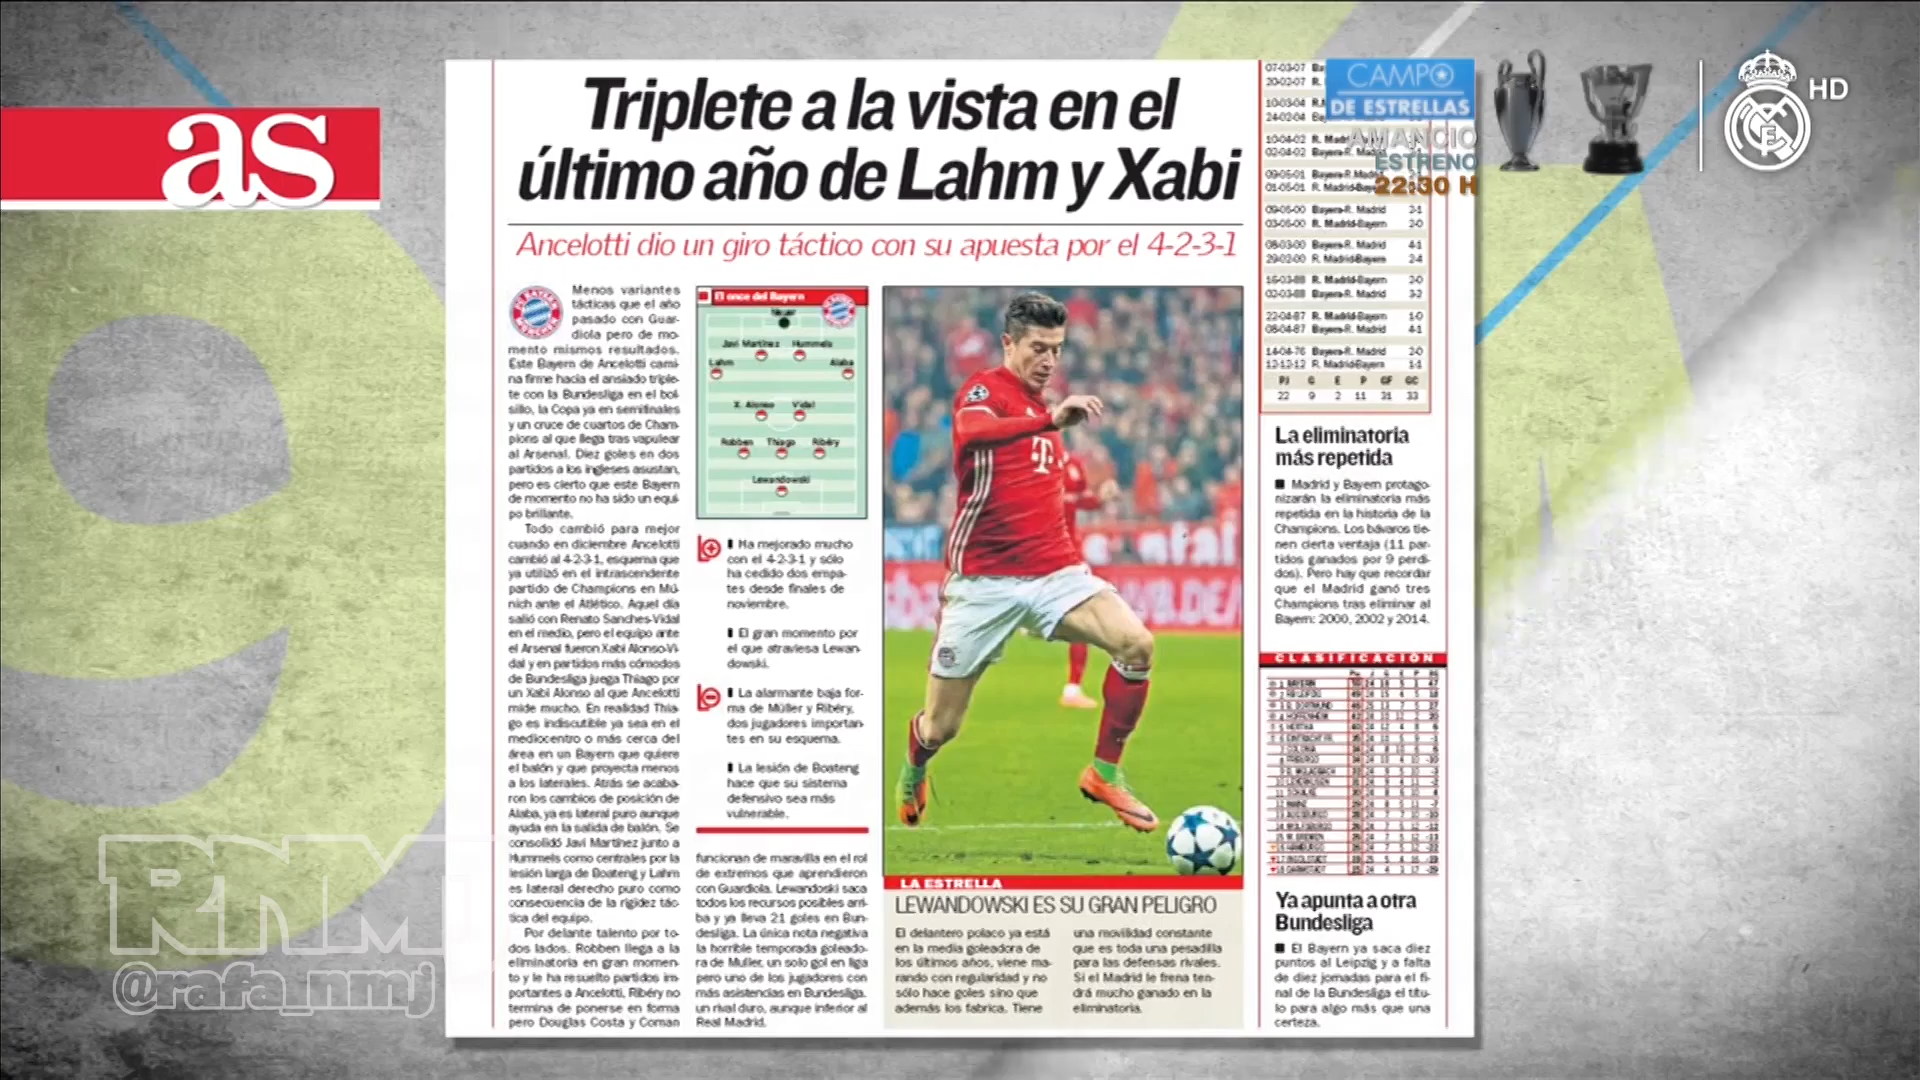 as
Triplete a la vista en el
último año de Lahm y Xabi
Ancelotti dio un giro táctico con su apuesta por el 4-2-3-1
Menos variantes
tácticas que el año
pasado con Guar-
diola pero de mo-
mento mismos resultados.
Este Bayern de Ancelotti cami-
na firme hacia el ansiado triple-
te con la Bundesliga en el bol-
sillo, la Copa ya en semifinales
y un cruce de cuartos de Cham-
pions al que llega tras vapulear
al Arsenal. Diez goles en dos
partidos a los ingleses asustan,
pero es cierto que este Bayern
de momento no ha sido un equi-
po brillante.
Todo cambió para mejor
cuando en diciembre Ancelotti
cambió al 4-2-3-1, esquema que
ya utilizó en el intrascendente
partido de Champions en Mú-
nich ante el Atlético. Aquel día
salió con Renato Sanches-Vidal
en el medio, pero el equipo ante
el Arsenal fueron Xabi Alonso-Vi-
dal y en partidos más cómodos
de Bundesliga juega Thiago por
un Xabi Alonso al que Ancelotti
mide mucho. En realidad Thia-
go es indiscutible ya sea en el
mediocentro o más cerca del
área en un Bayern que quiere
el balón y que proyecta menos
a los laterales. Atrás se acaba-
ron los cambios de posición de
Alaba, ya es lateral puro aunque
ayuda en la salida de balón. Se
consolidó Javi Martínez junto a
Hummels como centrales por la
lesión larga de Boateng y Lahm
es lateral derecho puro como
consecuencia de la rigidez tác-
tica del equipo.
Por delante talento por to-
dos lados. Robben llega a la
eliminatoria en gran momen-
to y le ha resuelto partidos im-
portantes a Ancelotti, Ribéry no
termina de ponerse en forma
pero Douglas Costa y Coman
El once del Bayern
Neuer
Javi Martínez Hummels
Lahm Alaba
X. Alonso Vidal
Robben Thiago Ribéry
Lewandowski
Ha mejorado mucho
con el 4-2-3-1 y sólo
ha cedido dos empa-
tes desde finales de
noviembre.
El gran momento por
el que atraviesa Lewan-
dowski.
La alarmante baja for-
ma de Müller y Ribéry,
dos jugadores importan-
tes en su esquema.
La lesión de Boateng
hace que su sistema
defensivo sea más
vulnerable.
funcionan de maravilla en el rol
de extremos que aprendieron
con Guardiola. Lewandoski saca
todos los recursos posibles arri-
ba y ya lleva 21 goles en Bun-
desliga. La única nota negativa
la horrible temporada goleado-
ra de Müller, un solo gol en liga
pero uno de los jugadores con
más asistencias en Bundesliga.
un rival duro, aunque inferior al
Real Madrid.
LA ESTRELLA
LEWANDOWSKI ES SU GRAN PELIGRO
El delantero polaco ya está
en la media goleadora de
los últimos años, viene ma-
rando con regularidad y no
sólo hace goles sino que
además los fabrica. Tiene
una movilidad constante
que es toda una pesadilla
para las defensas rivales.
Si el Madrid le frena ten-
drá mucho ganado en la
eliminatoria.
07-03-07
20-02-07
10-03-04
24-02-04
10-04-02
02-04-02 Bayern-R.
09-05-01 Bayern-R. Madrid
01-05-01 R. Madrid-Bayern
09-05-00 Bayern-R. Madrid 2-1
03-05-00 R. Madrid-Bayern 2-0
08-03-00 Bayern-R. Madrid 4-1
29-02-00 R. Madrid-Bayern 2-4
16-03-88 R. Madrid-Bayern 2-0
02-03-88 Bayern-R. Madrid 3-2
22-04-87 R. Madrid-Bayern 1-0
08-04-87 Bayern-R. Madrid 4-1
14-04-76 Bayern-R. Madrid 2-0
R. Madrid-Bayern 1-1
PJ G E P GF GC
22 9 2 11 31 33
La eliminatoria
más repetida
Madrid y Bayern protago-
nizarán la eliminatoria más
repetida en la historia de la
Champions. Los bávaros tie-
nen cierta ventaja (11 par-
tidos ganados por 9 perdi-
dos). Pero hay que recordar
que el Madrid ganó tres
Champions tras eliminar al
Bayern: 2000, 2002 y 2014.
CLASIFICACIÓN
Ya apunta a otra
Bundesliga
El Bayern ya saca diez
puntos al Leipzig y a falta
de diez jornadas para el fi-
nal de la Bundesliga el títu-
lo para algo más que una
certeza.
CAMPO
DE ESTRELLAS
AMANCIO
ESTRENO
22:30 H
HD
RNMJ
@rafa_nmj